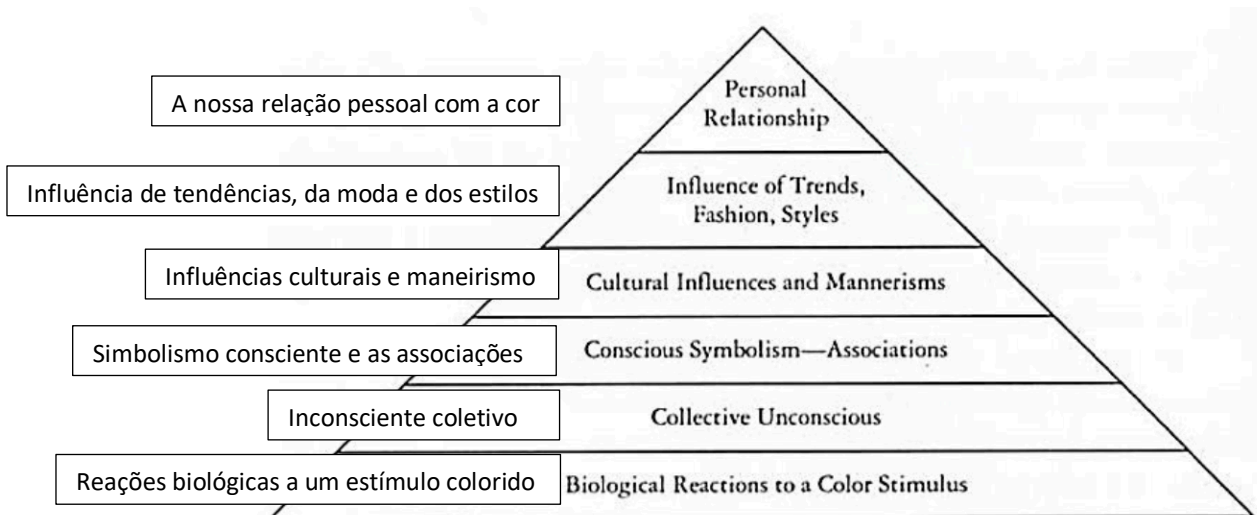 A nossa relação pessoal com a cor
Personal
Relationship
Influência de tendências, da moda e dos estilos
Influence of Trends,
Fashion, Styles
Influências culturais e maneirismo
Cultural Influences and Mannerisms
Simbolismo consciente e as associações
Conscious Symbolism—Associations
Inconsciente coletivo
Collective Unconscious
Reações biológicas a um estímulo colorido
Biological Reactions to a Color Stimulus